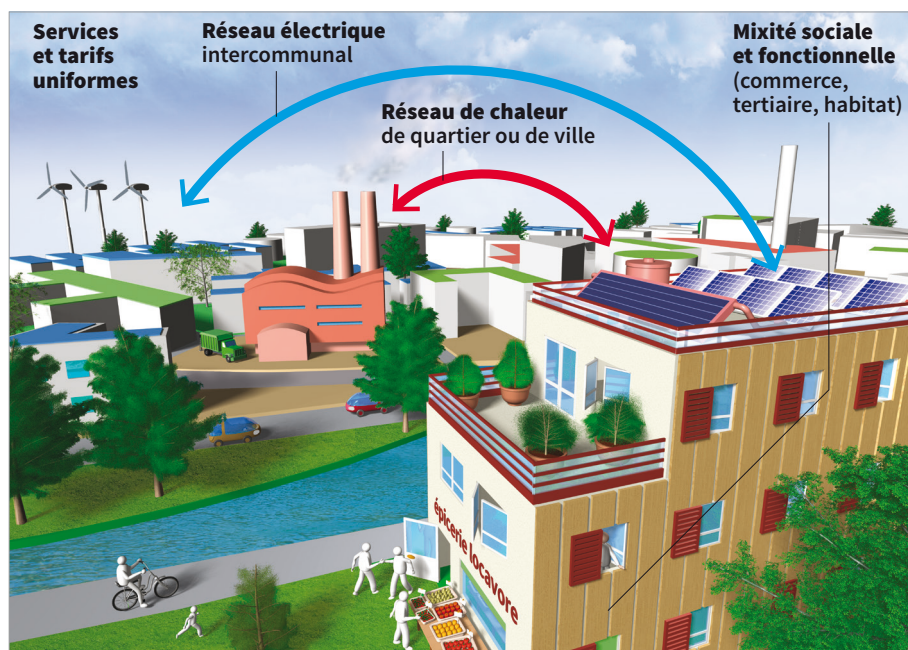 Services
et tarifs
uniformes
Réseau électrique
intercommunal
Réseau de chaleur
de quartier ou de ville
Mixité sociale
et fonctionnelle
(commerce,
tertiaire, habitat)
épicerie locavore